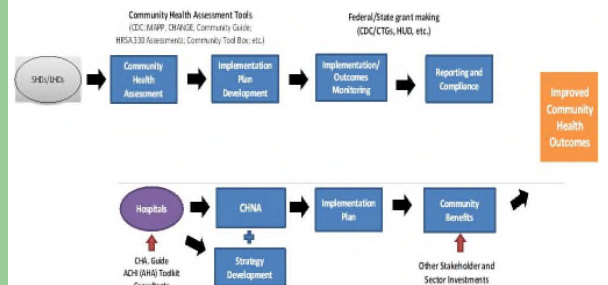 Community Health Assessment Tools
(CDC: MAPP, CHANGE, Community Guide;
HRSA 330 Assessments; Community Tool Box; etc.)
Federal/State grant making
(CDC/CTGs, HUD, etc.)
SHDs/LHDs
Community
Health
Assessment
Implementation
Plan
Development
Implementation/
Outcomes
Monitoring
Reporting and
Compliance
Improved
Community
Health
Outcomes
Hospitals
CHNA
Implementation
Plan
Community
Benefits
CHA, Guide
ACHI (AHA) Toolkit
Strategy
Development
Other Stakeholder and
Sector Investments